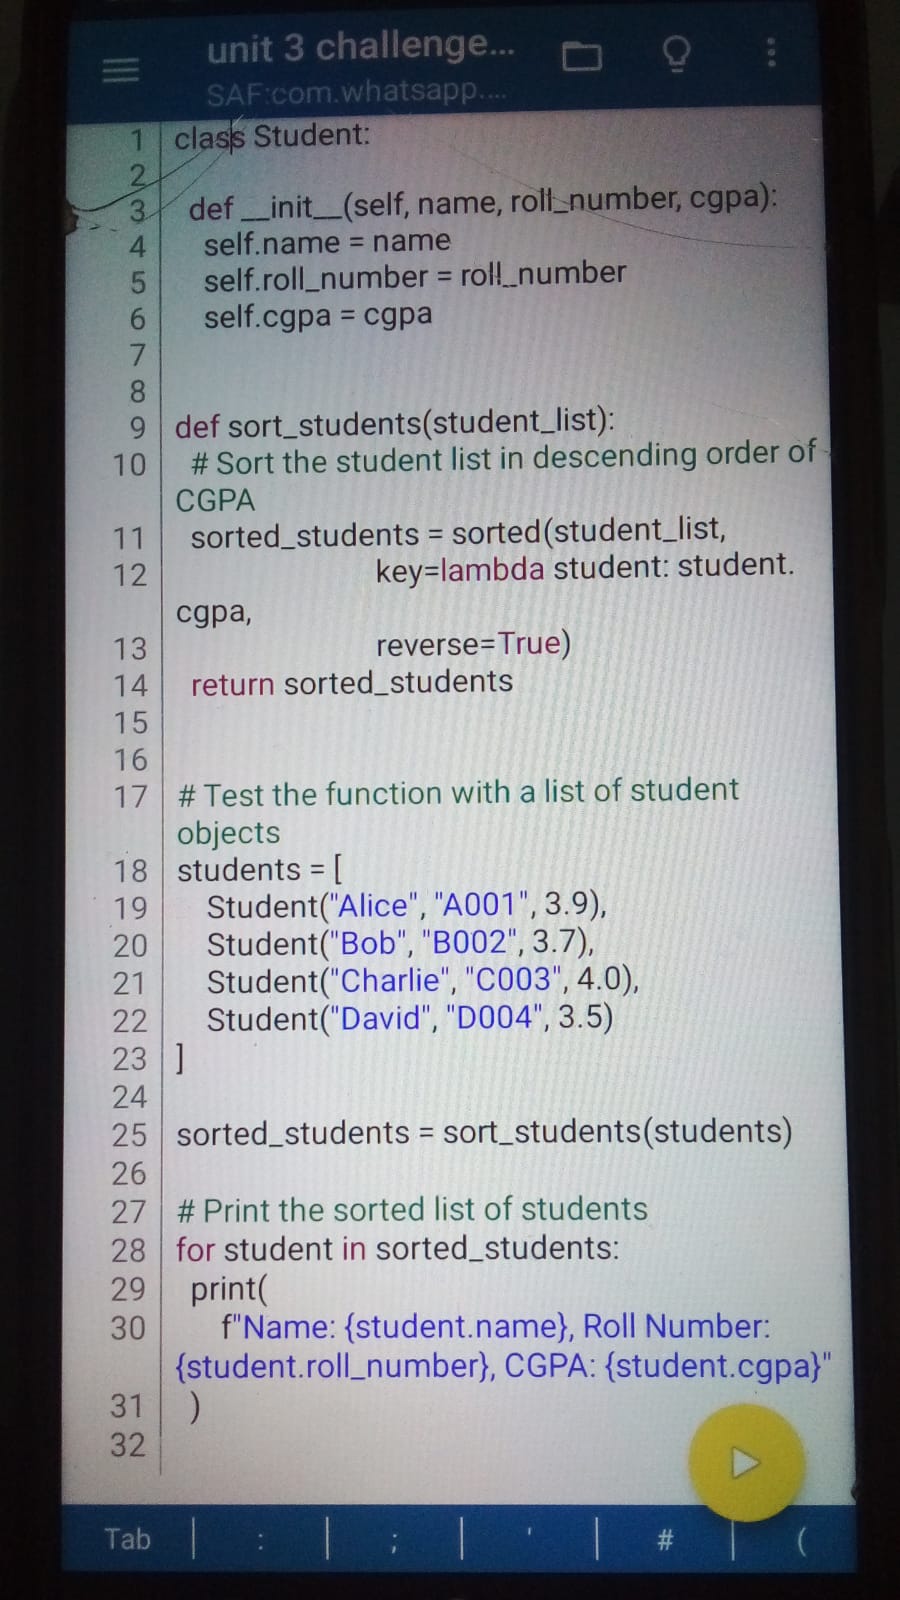 unit 3 challenge...
SAF:com.whatsapp....
1 class Student:
2
3 def __init__(self, name, roll_number, cgpa):
4 self.name = name
5 self.roll_number = roll_number
6 self.cgpa = cgpa
7
8
9 def sort_students(student_list):
10 # Sort the student list in descending order of
CGPA
11 sorted_students = sorted(student_list,
12 key=lambda student: student.
cgpa,
13 reverse=True)
14 return sorted_students
15
16
17 # Test the function with a list of student
objects
18 students = [
19 Student("Alice", "A001", 3.9),
20 Student("Bob", "B002", 3.7),
21 Student("Charlie", "C003", 4.0),
22 Student("David", "D004", 3.5)
23 ]
24
25 sorted_students = sort_students(students)
26
27 # Print the sorted list of students
28 for student in sorted_students:
29 print(
30 f"Name: {student.name}, Roll Number:
{student.roll_number}, CGPA: {student.cgpa}"
31 )
32
Tab | : | ; | ' | # | (